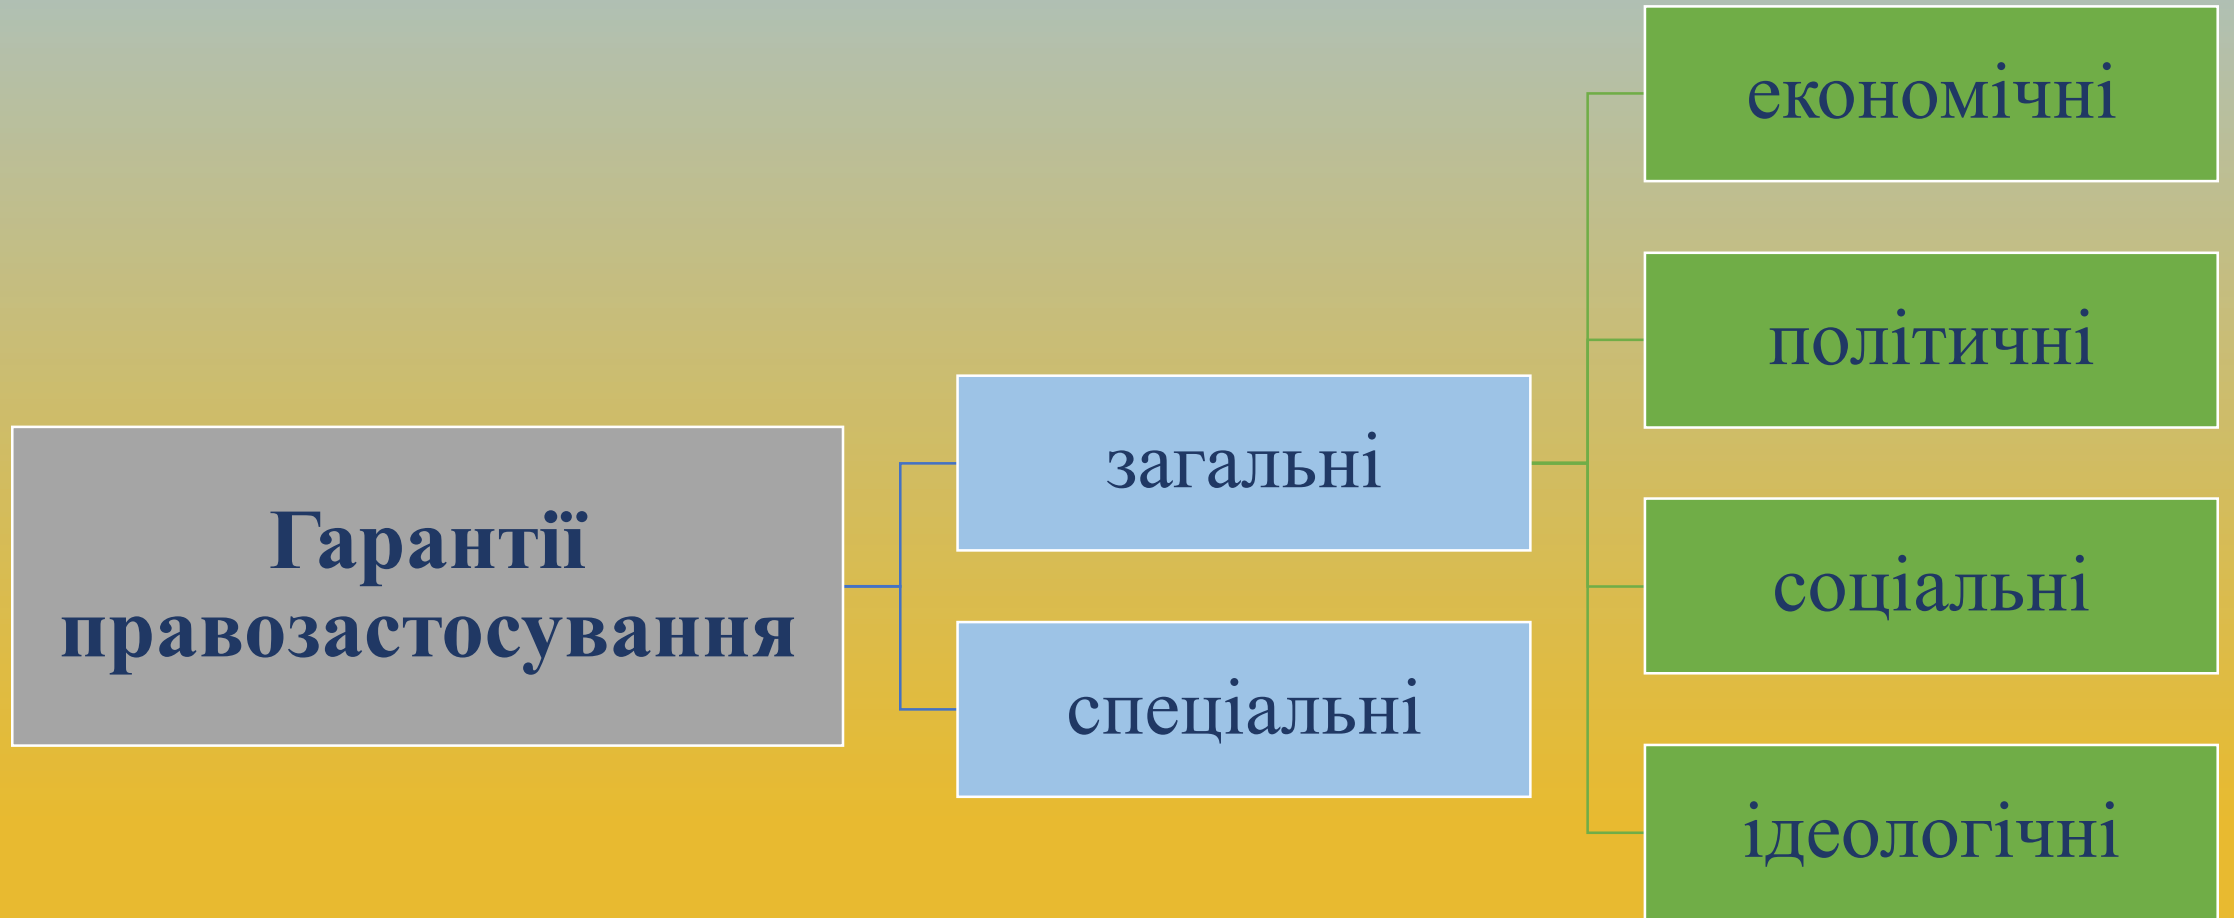 Гарантії
правозастосування
загальні
спеціальні
економічні
політичні
соціальні
ідеологічні